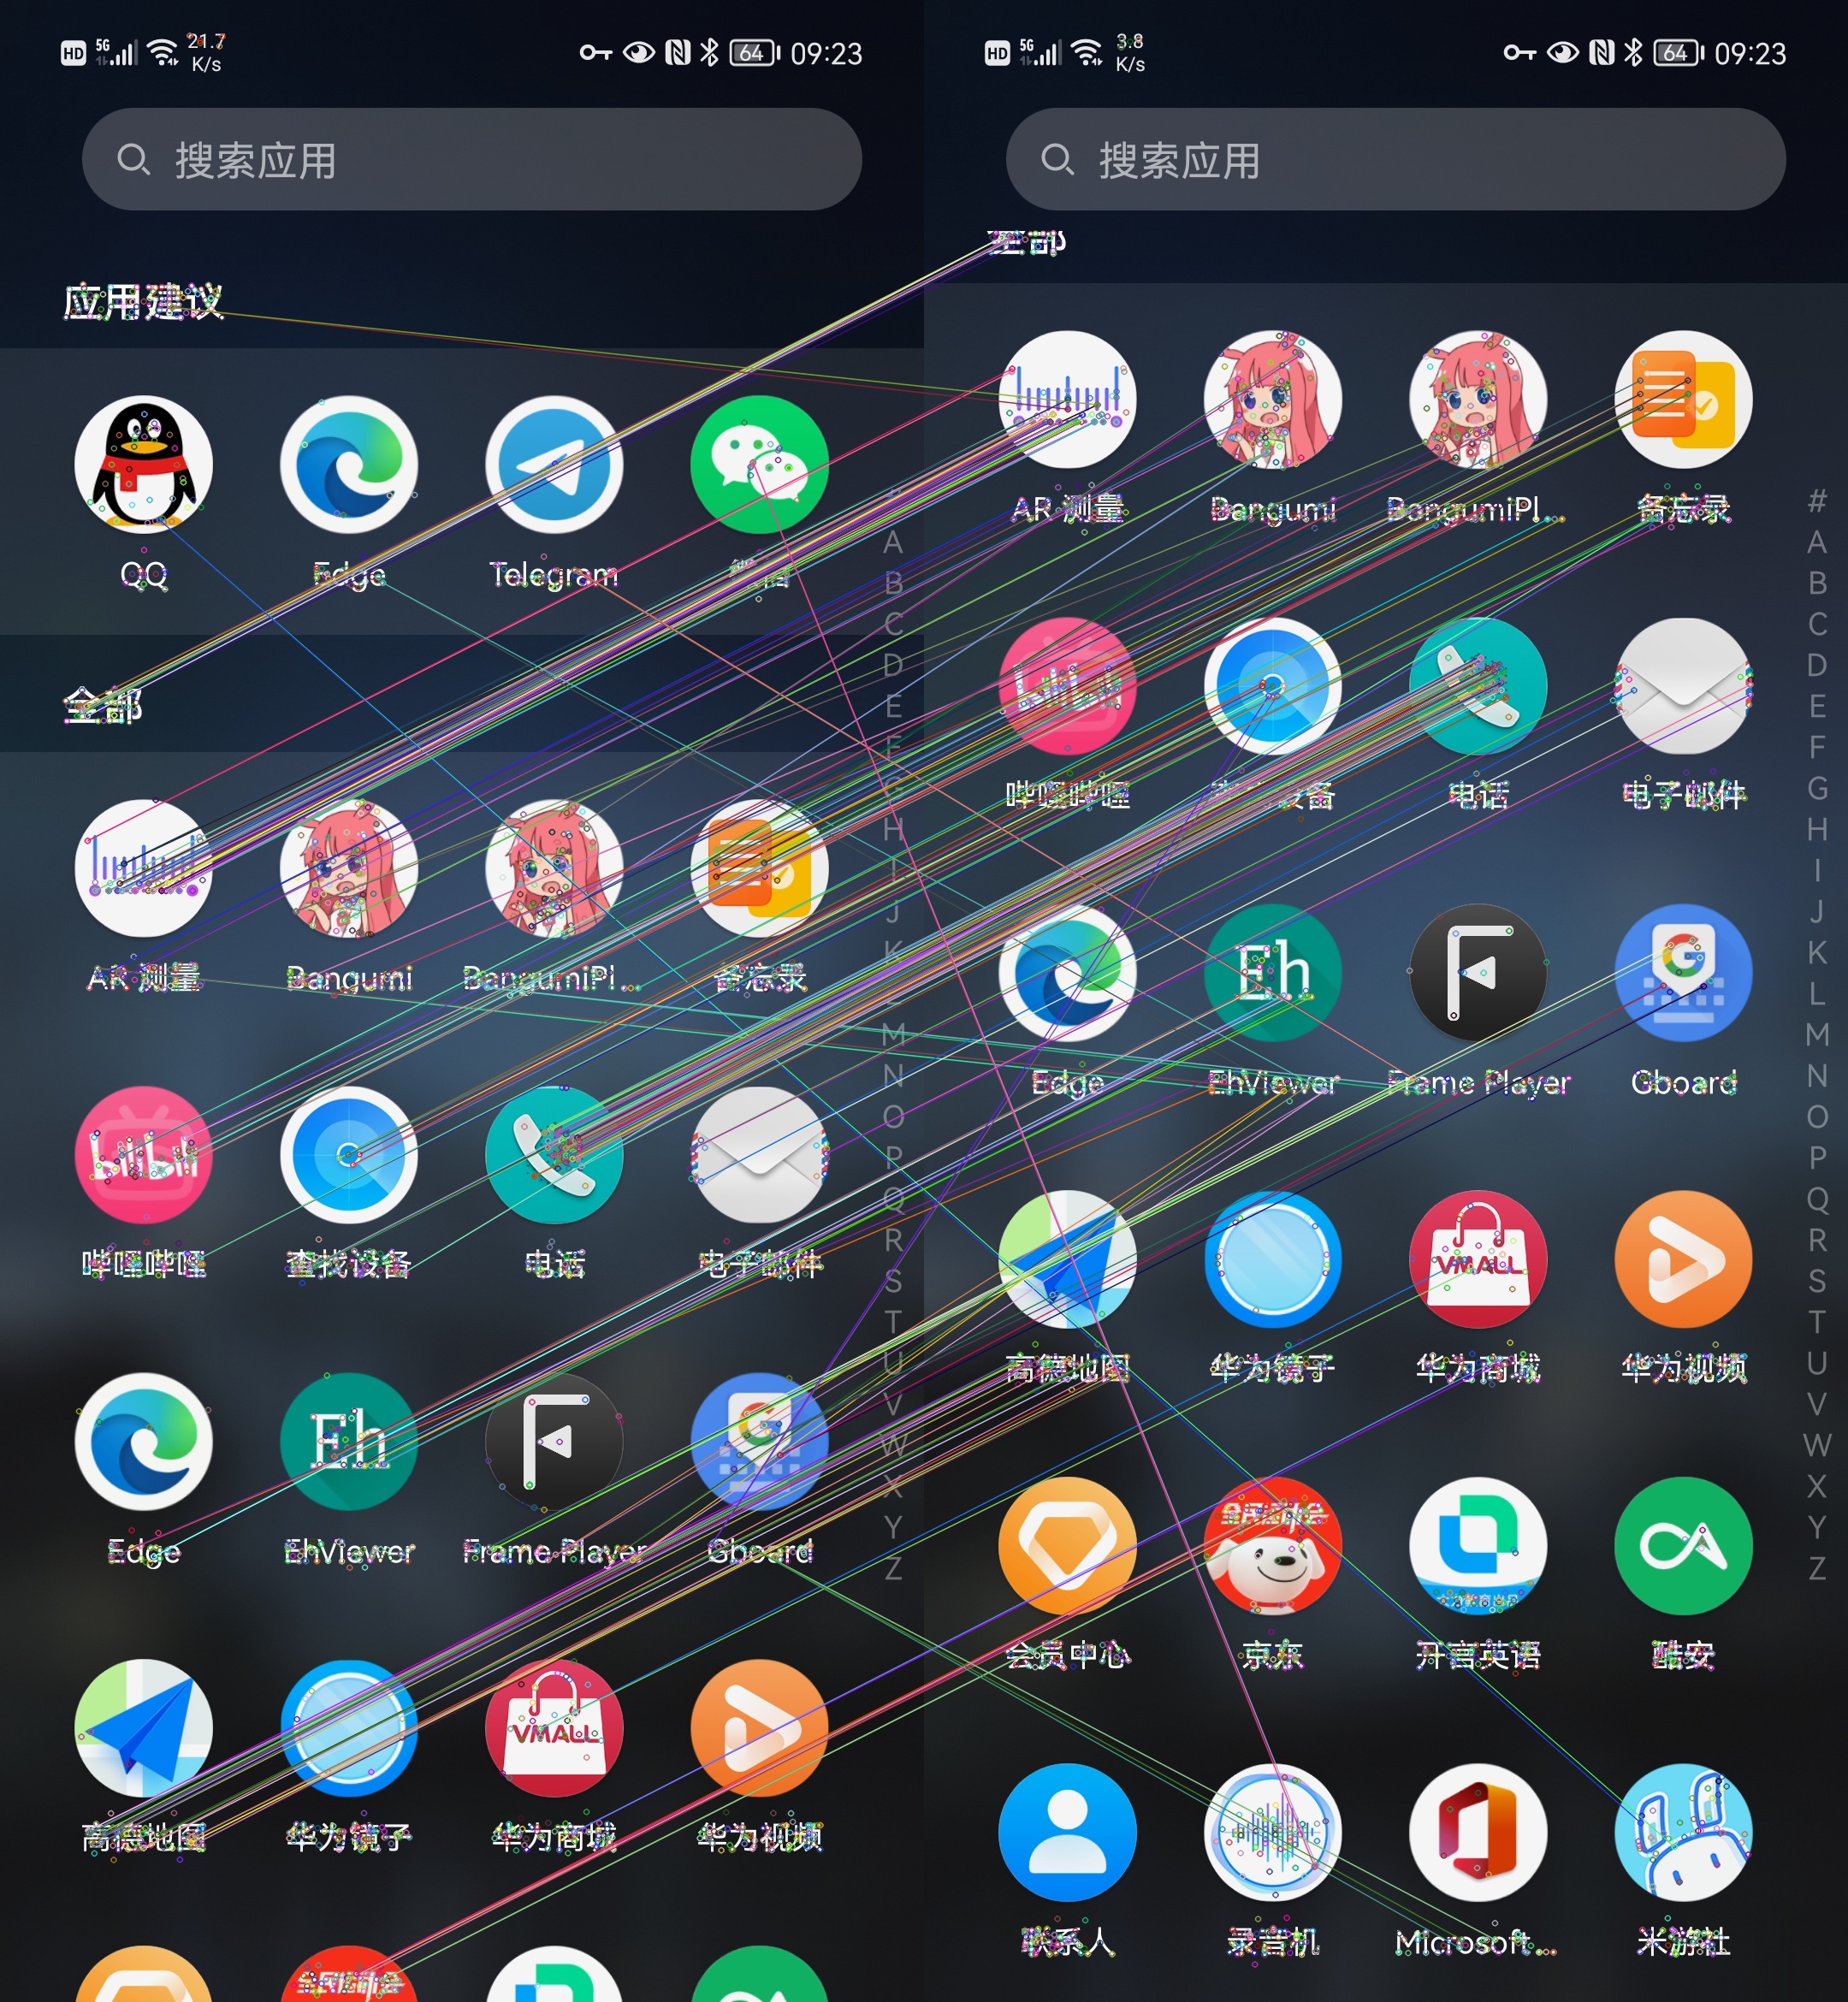 HD 5G 21.7 K/s 64 09:23
搜索应用
应用建议
QQ Edge Telegram
全部
AR 测量 Bangumi BangumiPl... 备忘录
哔哩哔哩 查找设备 电话 电子邮件
Eh
Edge EhViewer Frame Player Gboard
VMALL
高德地图 华为镜子 华为商城 华为视频
A
B
C
D
E
F
G
H
I
J
K
L
M
N
O
P
Q
R
S
T
U
V
W
X
Y
Z
HD 5G 3.8 K/s 64 09:23
搜索应用
全部
AR 测量 Bangumi BangumiPl... 备忘录
哔哩哔哩 设备 电话 电子邮件
Eh G
Edge EhViewer Frame Player Gboard
VMALL
高德地图 华为镜子 华为商城 华为视频
会员中心 京东 开言英语 酷安
联系人 录音机 Microsoft... 米游社
#
A
B
C
D
E
F
G
H
I
J
K
L
M
N
O
P
Q
R
S
T
U
V
W
X
Y
Z